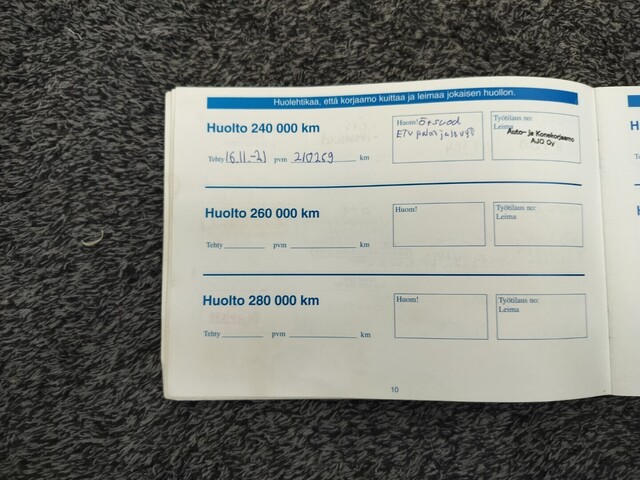 Huolehtikaa, että korjaamo kuittaa ja leimaa jokaisen huollon.
Huolto 240 000 km
Tehty 16.11.-21 pvm 210269 km
Huom! Ö+suod
ETU
Työtilaus no:
Leima
Auto- ja Konekorjaamo
AJO Oy
Huolto 260 000 km
Tehty pvm km
Huom!
Työtilaus no:
Leima
Huolto 280 000 km
Tehty pvm km
Huom!
Työtilaus no:
Leima
10